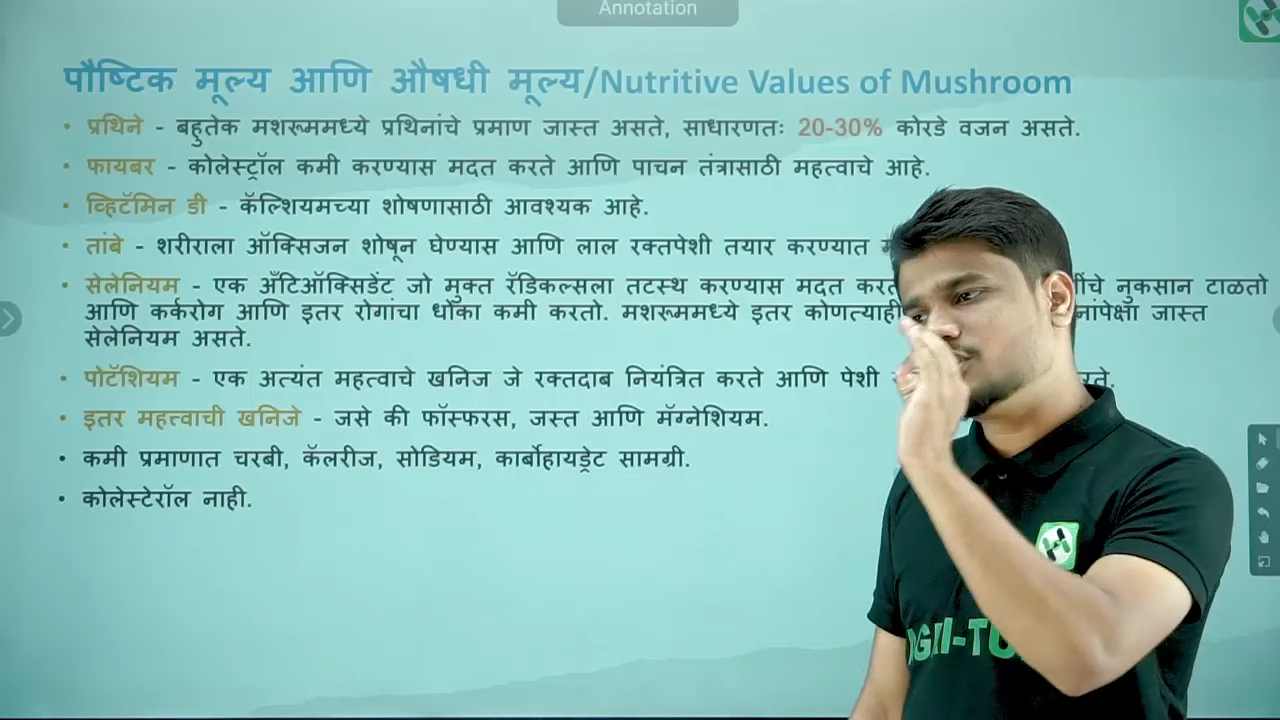 Annotation
पौष्टिक मूल्य आणि औषधी मूल्य/Nutritive Values of Mushroom
• प्रथिने - बहुतेक मशरूममध्ये प्रथिनांचे प्रमाण जास्त असते, साधारणतः 20-30% कोरडे वजन असते.
• फायबर - कोलेस्ट्रॉल कमी करण्यास मदत करते आणि पाचन तंत्रासाठी महत्वाचे आहे.
• व्हिटॅमिन डी - कॅल्शियमच्या शोषणासाठी आवश्यक आहे.
• तांबे - शरीराला ऑक्सिजन शोषून घेण्यास आणि लाल रक्तपेशी तयार करण्यात
• सेलेनियम - एक अँटिऑक्सिडेंट जो मुक्त रॅडिकल्सला तटस्थ करण्यास मदत नुकसान टाळतो
आणि कर्करोग आणि इतर रोगांचा धोका कमी करतो. मशरूममध्ये इतर जास्त
सेलेनियम असते.
• पोटॅशियम - एक अत्यंत महत्वाचे खनिज जे रक्तदाब नियंत्रित करते आणि पेशी
• इतर महत्त्वाची खनिजे - जसे की फॉस्फरस, जस्त आणि मॅग्नेशियम.
• कमी प्रमाणात चरबी, कॅलरीज, सोडियम, कार्बोहायड्रेट सामग्री.
• कोलेस्टेरॉल नाही.